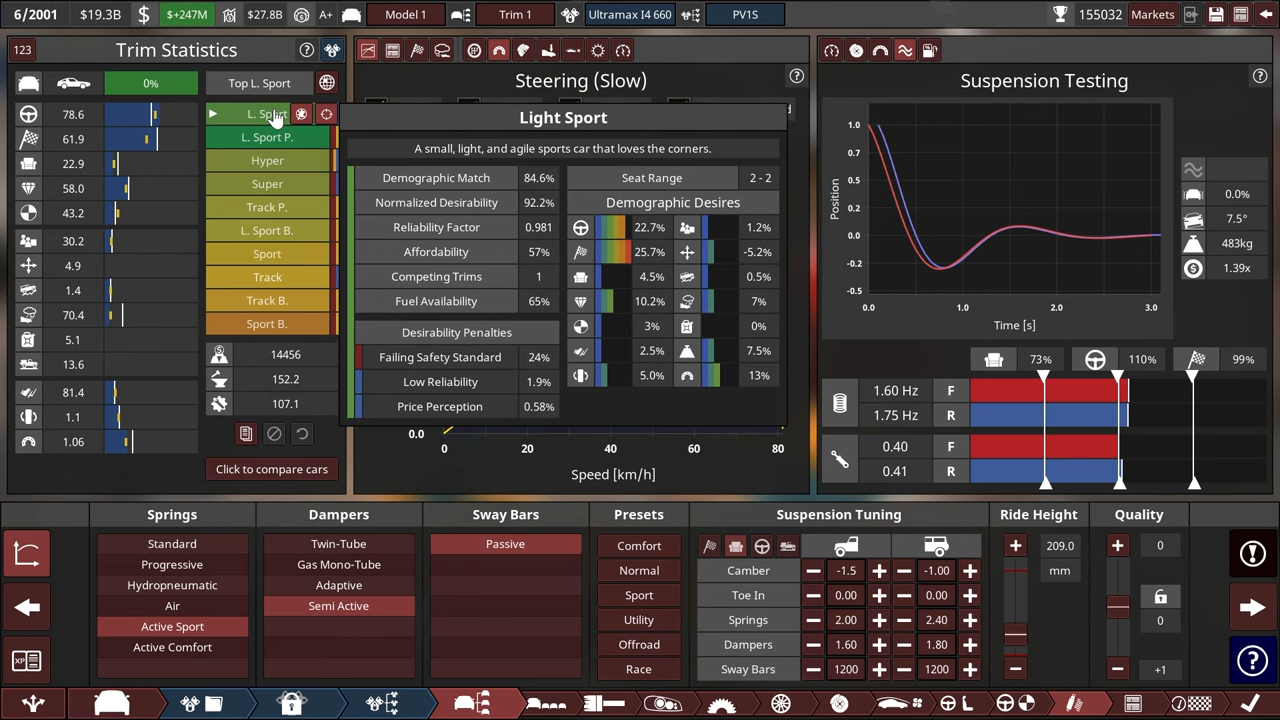 6/2001 $19.3B $+247M $27.8B A+ Model 1 Trim 1 Ultramax I4 660 PV1S 155032 Markets
123 Trim Statistics
Steering (Slow)
Suspension Testing
0% Top L. Sport
78.6 L. Sport
61.9 L. Sport P.
22.9 Hyper
58.0 Super
43.2 Track P.
L. Sport B.
30.2 Sport
4.9 Track
1.4 Track B.
70.4 Sport B.
5.1
13.6
81.4
1.1
1.06
14456
152.2
107.1
Click to compare cars
Light Sport
A small, light, and agile sports car that loves the corners.
Demographic Match 84.6%
Normalized Desirability 92.2%
Reliability Factor 0.981
Affordability 57%
Competing Trims 1
Fuel Availability 65%
Desirability Penalties
Failing Safety Standard 24%
Low Reliability 1.9%
Price Perception 0.58%
Seat Range 2 - 2
Demographic Desires
22.7% 1.2%
25.7% -5.2%
4.5% 0.5%
10.2% 7%
3% 0%
2.5% 7.5%
5.0% 13%
0.0
0 20 40 60 80
Speed [km/h]
Position
1.0
0.7
0.5
0.2
0.0
-0.2
-0.5
0.0 1.0 2.0 3.0
Time [s]
0.0%
7.5°
483kg
1.39x
73% 110% 99%
1.60 Hz F
1.75 Hz R
0.40 F
0.41 R
Springs Dampers Sway Bars Presets Suspension Tuning Ride Height Quality
Standard
Progressive
Hydropneumatic
Air
Active Sport
Active Comfort
Twin-Tube
Gas Mono-Tube
Adaptive
Semi Active
Passive
Comfort
Normal
Sport
Utility
Offroad
Race
Camber - -1.5 + - -1.00 +
Toe In - 0.00 + - 0.00 +
Springs - 2.00 + - 2.40 +
Dampers - 1.60 + - 1.80 +
Sway Bars - 1200 + - 1200 +
+ 209.0
mm
-
+ 0
0
- +1
XP